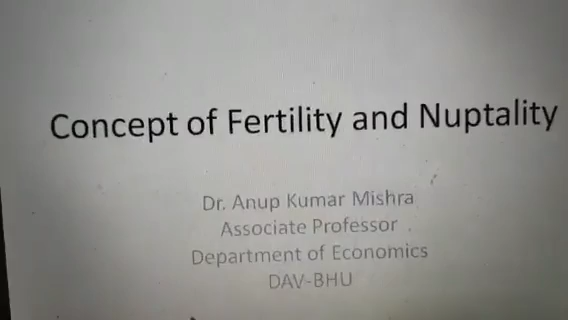 Concept of Fertility and Nuptality
Dr. Anup Kumar Mishra
Associate Professor
Department of Economics
DAV-BHU